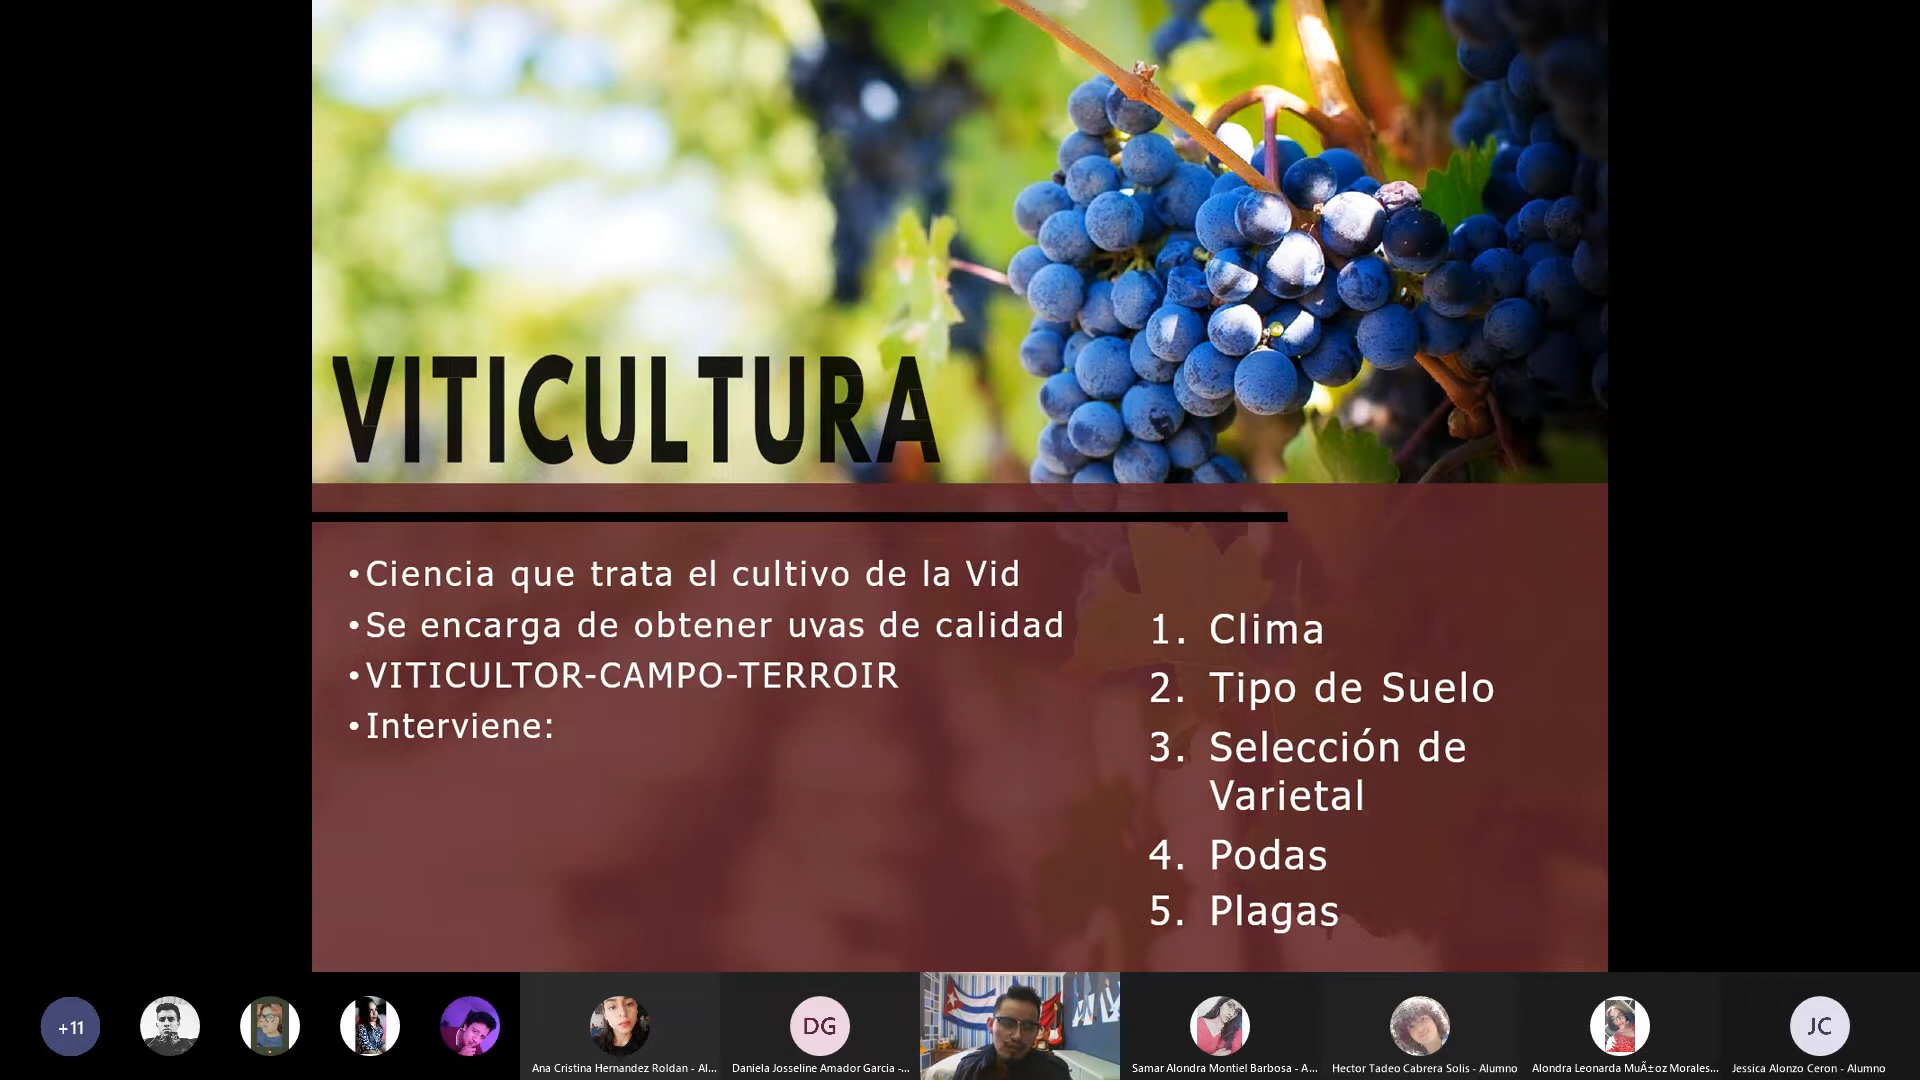 VITICULTURA
•Ciencia que trata el cultivo de la Vid
•Se encarga de obtener uvas de calidad
•VITICULTOR-CAMPO-TERROIR
•Interviene:
1. Clima
2. Tipo de Suelo
3. Selección de
Varietal
4. Podas
5. Plagas
+11
DG
JC
Ana Cristina Hernandez Roldan - Al...
Daniela Josseline Amador Garcia -...
Samar Alondra Montiel Barbosa - A...
Hector Tadeo Cabrera Solis - Alumno
Alondra Leonarda MuÃ±oz Morales...
Jessica Alonzo Ceron - Alumno